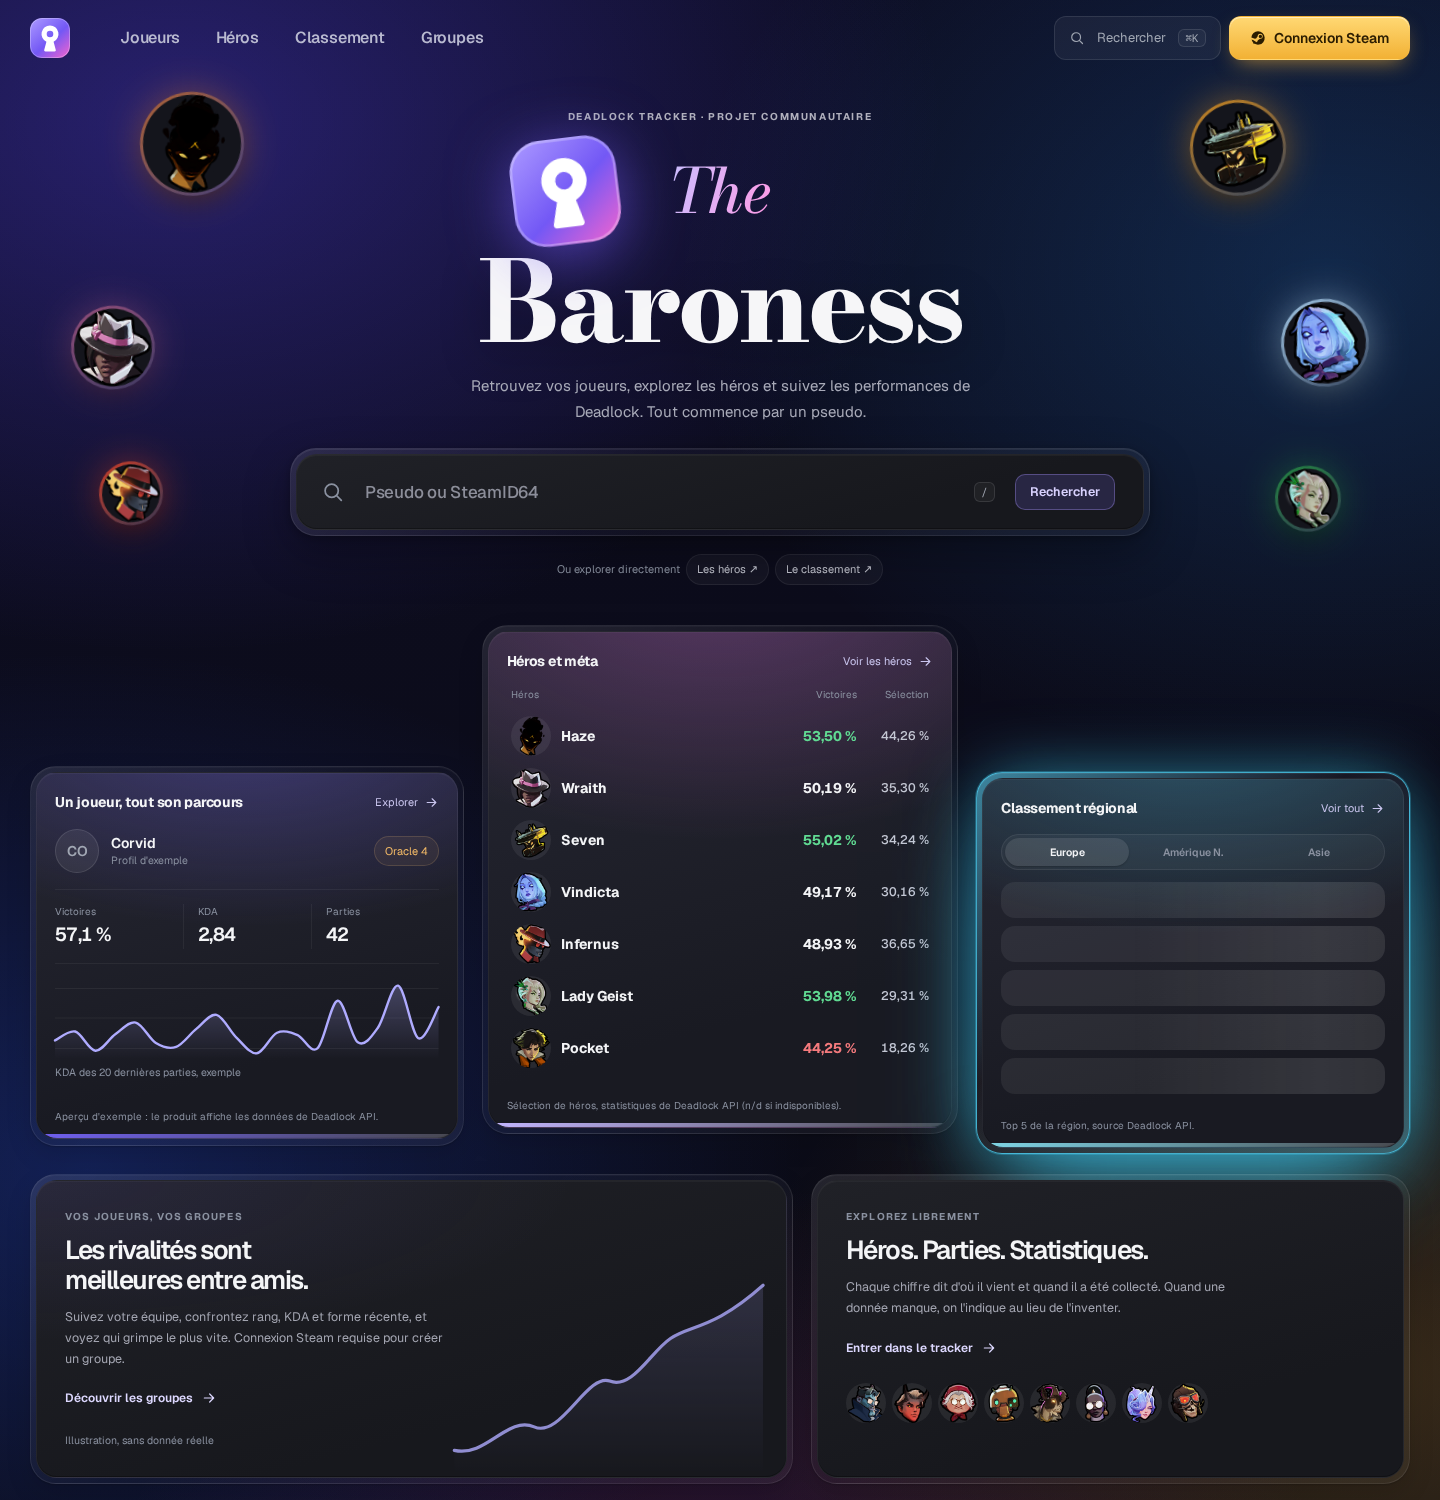 Joueurs Héros Classement Groupes
Rechercher ⌘K
Connexion Steam
DEADLOCK TRACKER · PROJET COMMUNAUTAIRE
The
Baroness
Retrouvez vos joueurs, explorez les héros et suivez les performances de
Deadlock. Tout commence par un pseudo.
Pseudo ou SteamID64 / Rechercher
Ou explorer directement Les héros ↗ Le classement ↗
Un joueur, tout son parcours Explorer →
CO
Corvid
Profil d'exemple
Oracle 4
Victoires KDA Parties
57,1 % 2,84 42
KDA des 20 dernières parties, exemple
Aperçu d'exemple : le produit affiche les données de Deadlock API.
Héros et méta Voir les héros →
Héros Victoires Sélection
Haze 53,50 % 44,26 %
Wraith 50,19 % 35,30 %
Seven 55,02 % 34,24 %
Vindicta 49,17 % 30,16 %
Infernus 48,93 % 36,65 %
Lady Geist 53,98 % 29,31 %
Pocket 44,25 % 18,26 %
Sélection de héros, statistiques de Deadlock API (n/d si indisponibles).
Classement régional Voir tout →
Europe Amérique N. Asie
Top 5 de la région, source Deadlock API.
VOS JOUEURS, VOS GROUPES
Les rivalités sont
meilleures entre amis.
Suivez votre équipe, confrontez rang, KDA et forme récente, et
voyez qui grimpe le plus vite. Connexion Steam requise pour créer
un groupe.
Découvrir les groupes →
Illustration, sans donnée réelle
EXPLOREZ LIBREMENT
Héros. Parties. Statistiques.
Chaque chiffre dit d'où il vient et quand il a été collecté. Quand une
donnée manque, on l'indique au lieu de l'inventer.
Entrer dans le tracker →